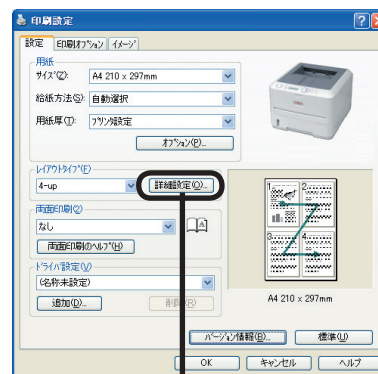 印刷設定
設定 印刷ｵﾌﾟｼｮﾝ ｲﾒｰｼﾞ
用紙
ｻｲｽﾞ(Z): A4 210 x 297mm
給紙方法(S): 自動選択
用紙厚(T): ﾌﾟﾘﾝﾀ設定
ｵﾌﾟｼｮﾝ(P)...
ﾚｲｱｳﾄﾀｲﾌﾟ(F)
4-up 詳細設定(O)...
両面印刷(2)
なし
両面印刷のﾍﾙﾌﾟ(H)
ﾄﾞﾗｲﾊﾞ設定(V)
(名称未設定)
追加(D)... 削除(R)
1 2
3 4
A4 210 x 297mm
ﾊﾞｰｼﾞｮﾝ情報(B)... 標準(U)
OK ｷｬﾝｾﾙ ﾍﾙﾌﾟ